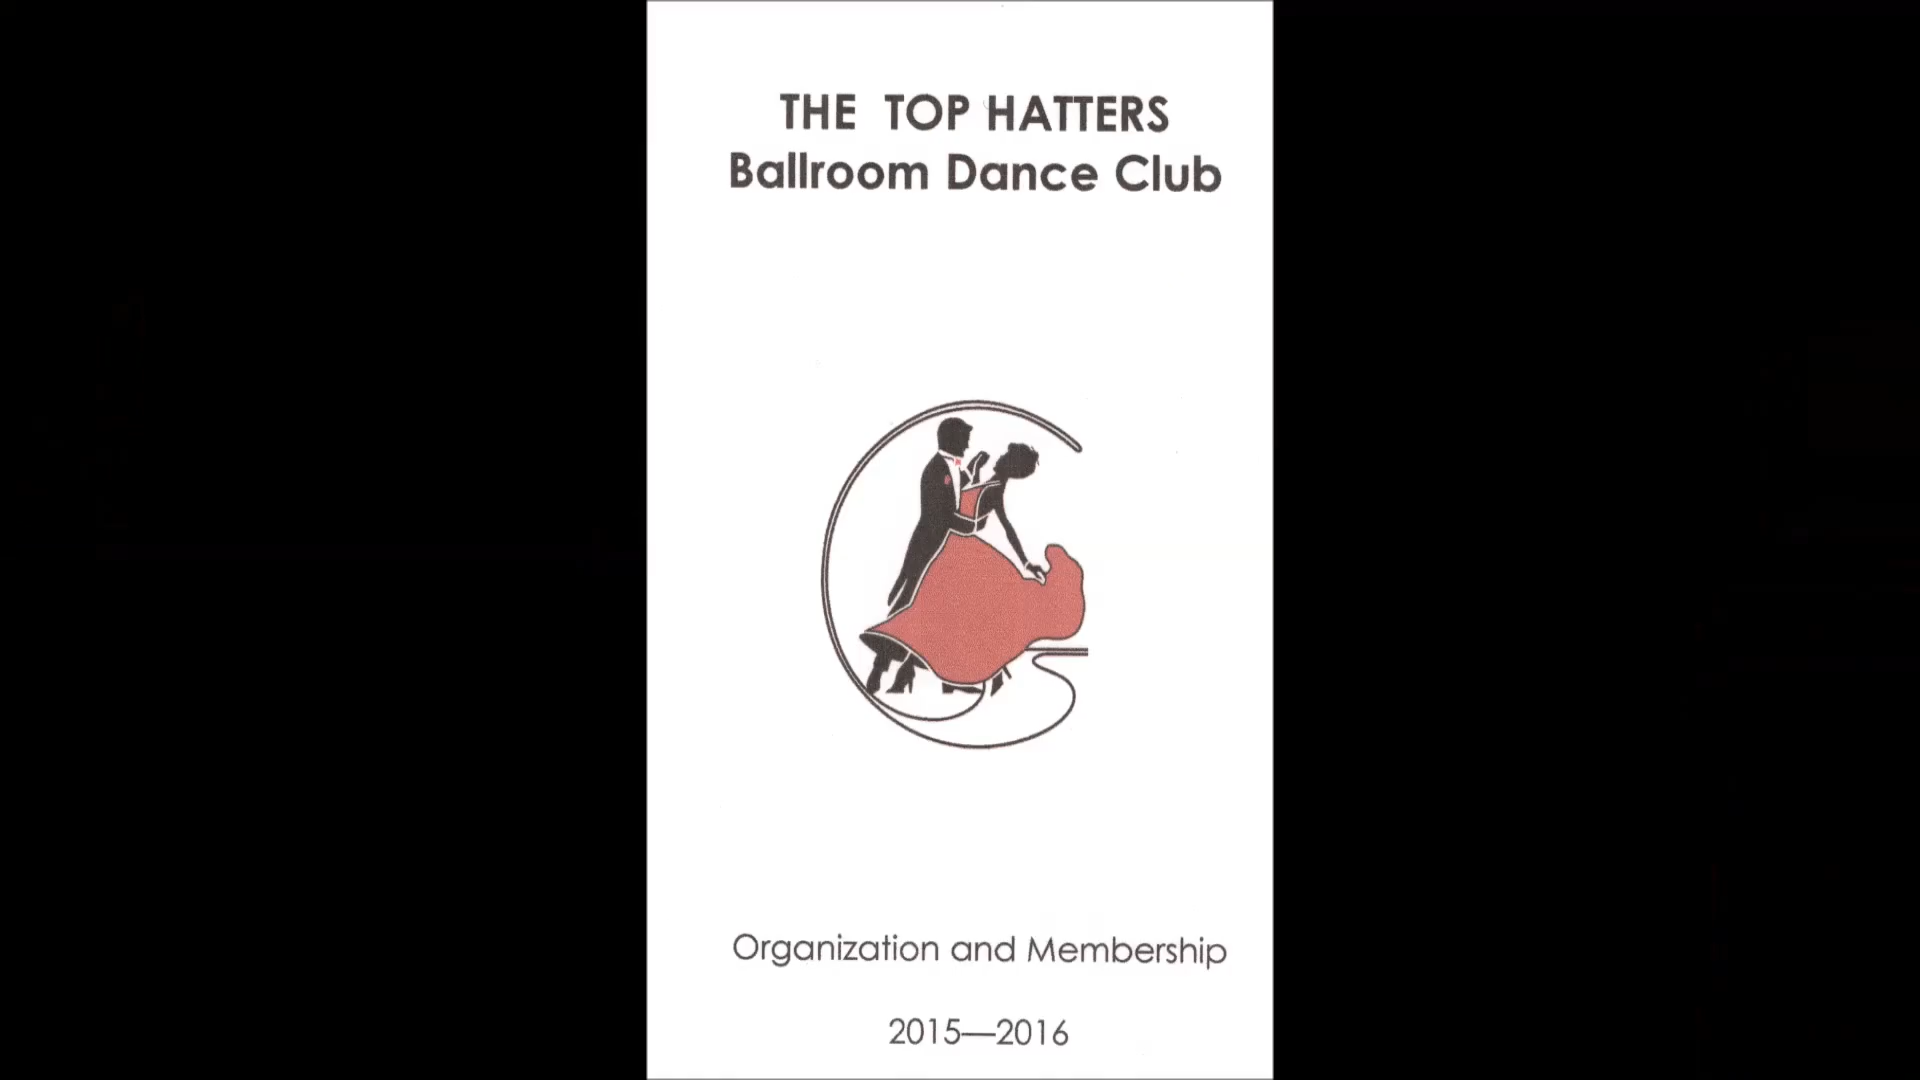 THE TOP HATTERS
Ballroom Dance Club
Organization and Membership
2015—2016